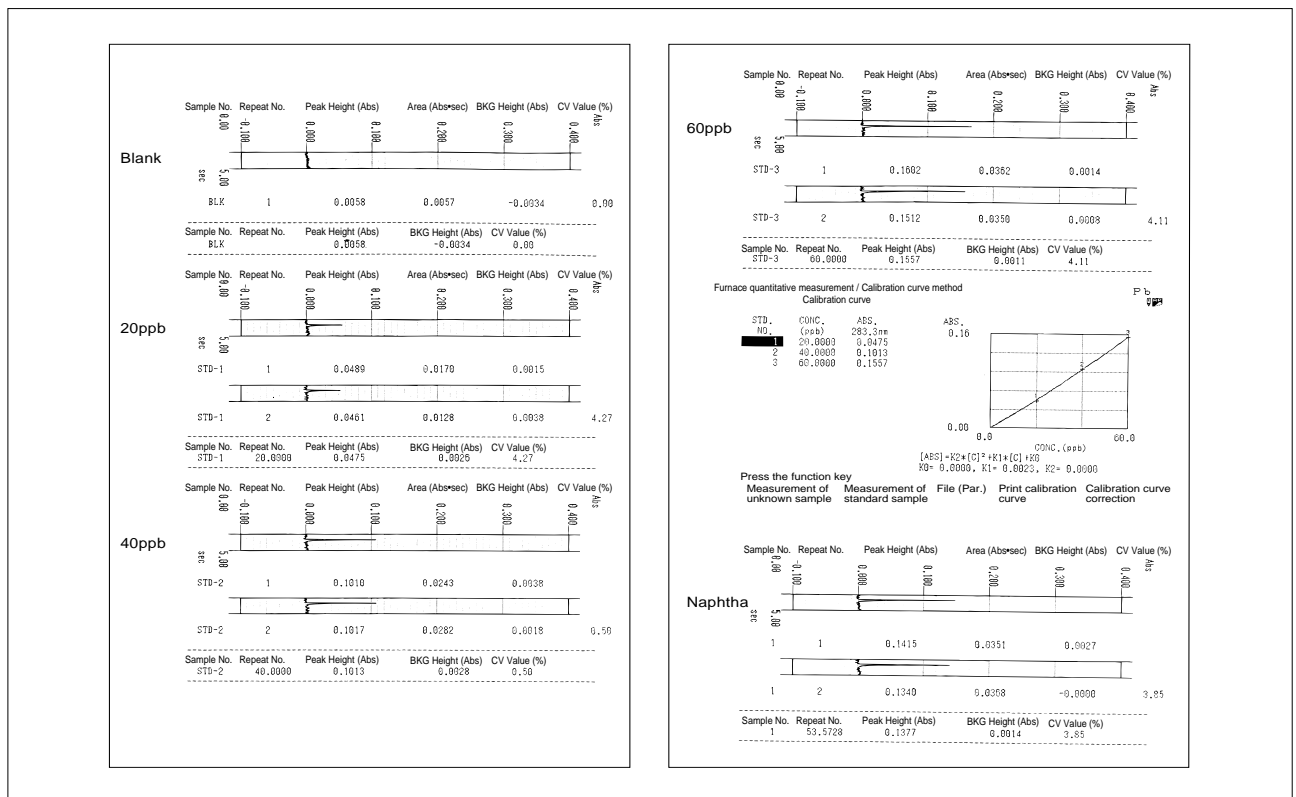 Sample No. Repeat No. Peak Height (Abs) Area (Abs•sec) BKG Height (Abs) CV Value (%)
0.00 -0.100 0.000 0.100 0.200 0.300 0.400 Abs
Blank
sec 5.00
BLK 1 0.0058 0.0057 -0.0034 0.00
Sample No. Repeat No. Peak Height (Abs) BKG Height (Abs) CV Value (%)
BLK 0.0058 -0.0034 0.00
Sample No. Repeat No. Peak Height (Abs) Area (Abs•sec) BKG Height (Abs) CV Value (%)
0.00 -0.100 0.000 0.100 0.200 0.300 0.400 Abs
20ppb
sec 5.00
STD-1 1 0.0489 0.0170 0.0015
STD-1 2 0.0461 0.0128 0.0038 4.27
Sample No. Repeat No. Peak Height (Abs) BKG Height (Abs) CV Value (%)
STD-1 20.0000 0.0475 0.0026 4.27
Sample No. Repeat No. Peak Height (Abs) Area (Abs•sec) BKG Height (Abs) CV Value (%)
0.00 -0.100 0.000 0.100 0.200 0.300 0.400 Abs
40ppb
sec 5.00
STD-2 1 0.1010 0.0243 0.0038
STD-2 2 0.1017 0.0282 0.0018 0.50
Sample No. Repeat No. Peak Height (Abs) BKG Height (Abs) CV Value (%)
STD-2 40.0000 0.1013 0.0028 0.50
Sample No. Repeat No. Peak Height (Abs) Area (Abs•sec) BKG Height (Abs) CV Value (%)
0.00 -0.100 0.000 0.100 0.200 0.300 0.400 Abs
60ppb
sec 5.00
STD-3 1 0.1602 0.0362 0.0014
STD-3 2 0.1512 0.0350 0.0008 4.11
Sample No. Repeat No. Peak Height (Abs) BKG Height (Abs) CV Value (%)
STD-3 60.0000 0.1557 0.0011 4.11
Furnace quantitative measurement / Calibration curve method
Calibration curve
Pb
STD. CONC. ABS.
NO. (ppb) 283.3nm
1 20.0000 0.0475
2 40.0000 0.1013
3 60.0000 0.1557
ABS.
0.16
3
2
1
0.00
0.0 60.0
CONC.(ppb)
[ABS]=K2*[C]²+K1*[C]+K0
K0= 0.0000, K1= 0.0023, K2= 0.0000
Press the function key
Measurement of unknown sample Measurement of standard sample File (Par.) Print calibration curve Calibration curve correction
Sample No. Repeat No. Peak Height (Abs) Area (Abs•sec) BKG Height (Abs) CV Value (%)
0.00 -0.100 0.000 0.100 0.200 0.300 0.400 Abs
Naphtha
sec 5.00
1 1 0.1415 0.0351 0.0027
1 2 0.1340 0.0368 -0.0000 3.85
Sample No. Repeat No. Peak Height (Abs) BKG Height (Abs) CV Value (%)
1 53.5728 0.1377 0.0014 3.85